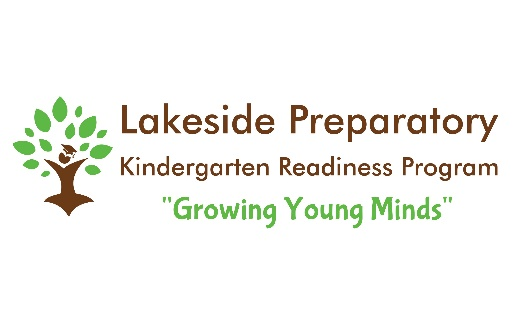 Lakeside Preparatory
Kindergarten Readiness Program
"Growing Young Minds"